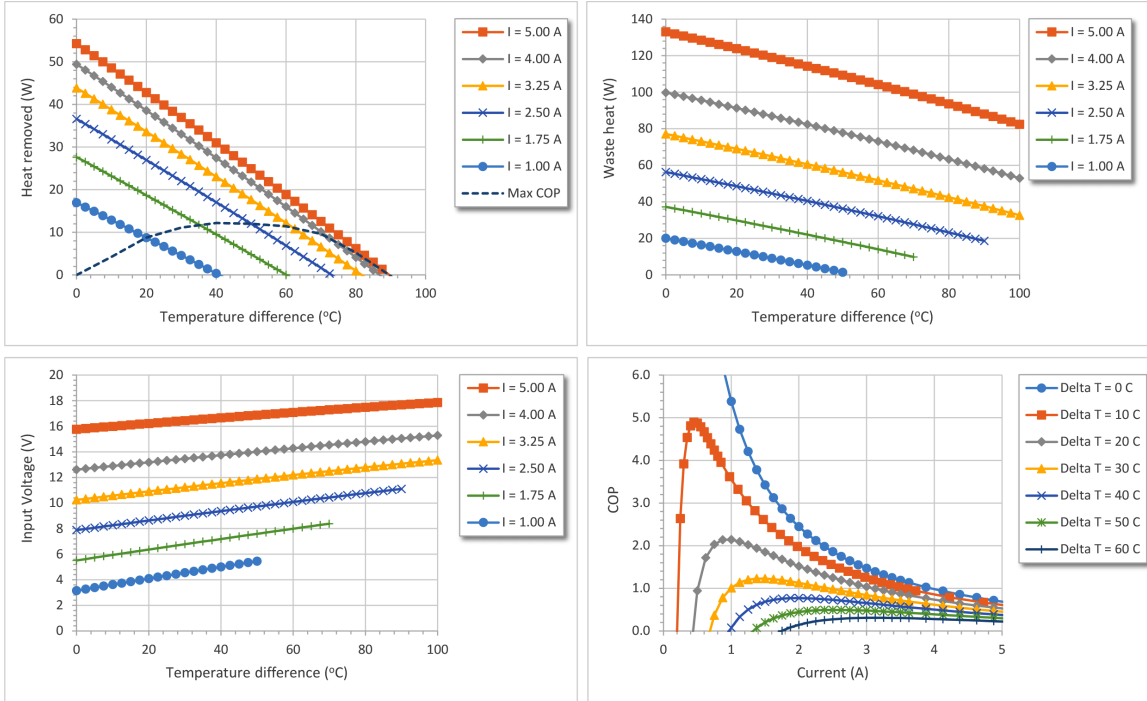 60
50
40
30
20
10
0
Heat removed (W)
0 20 40 60 80 100
Temperature difference (°C)
I = 5.00 A
I = 4.00 A
I = 3.25 A
I = 2.50 A
I = 1.75 A
I = 1.00 A
Max COP
140
120
100
80
60
40
20
0
Waste heat (W)
0 20 40 60 80 100
Temperature difference (°C)
I = 5.00 A
I = 4.00 A
I = 3.25 A
I = 2.50 A
I = 1.75 A
I = 1.00 A
20
18
16
14
12
10
8
6
4
2
0
Input Voltage (V)
0 20 40 60 80 100
Temperature difference (°C)
I = 5.00 A
I = 4.00 A
I = 3.25 A
I = 2.50 A
I = 1.75 A
I = 1.00 A
6.0
5.0
4.0
3.0
2.0
1.0
0.0
COP
0 1 2 3 4 5
Current (A)
Delta T = 0 C
Delta T = 10 C
Delta T = 20 C
Delta T = 30 C
Delta T = 40 C
Delta T = 50 C
Delta T = 60 C